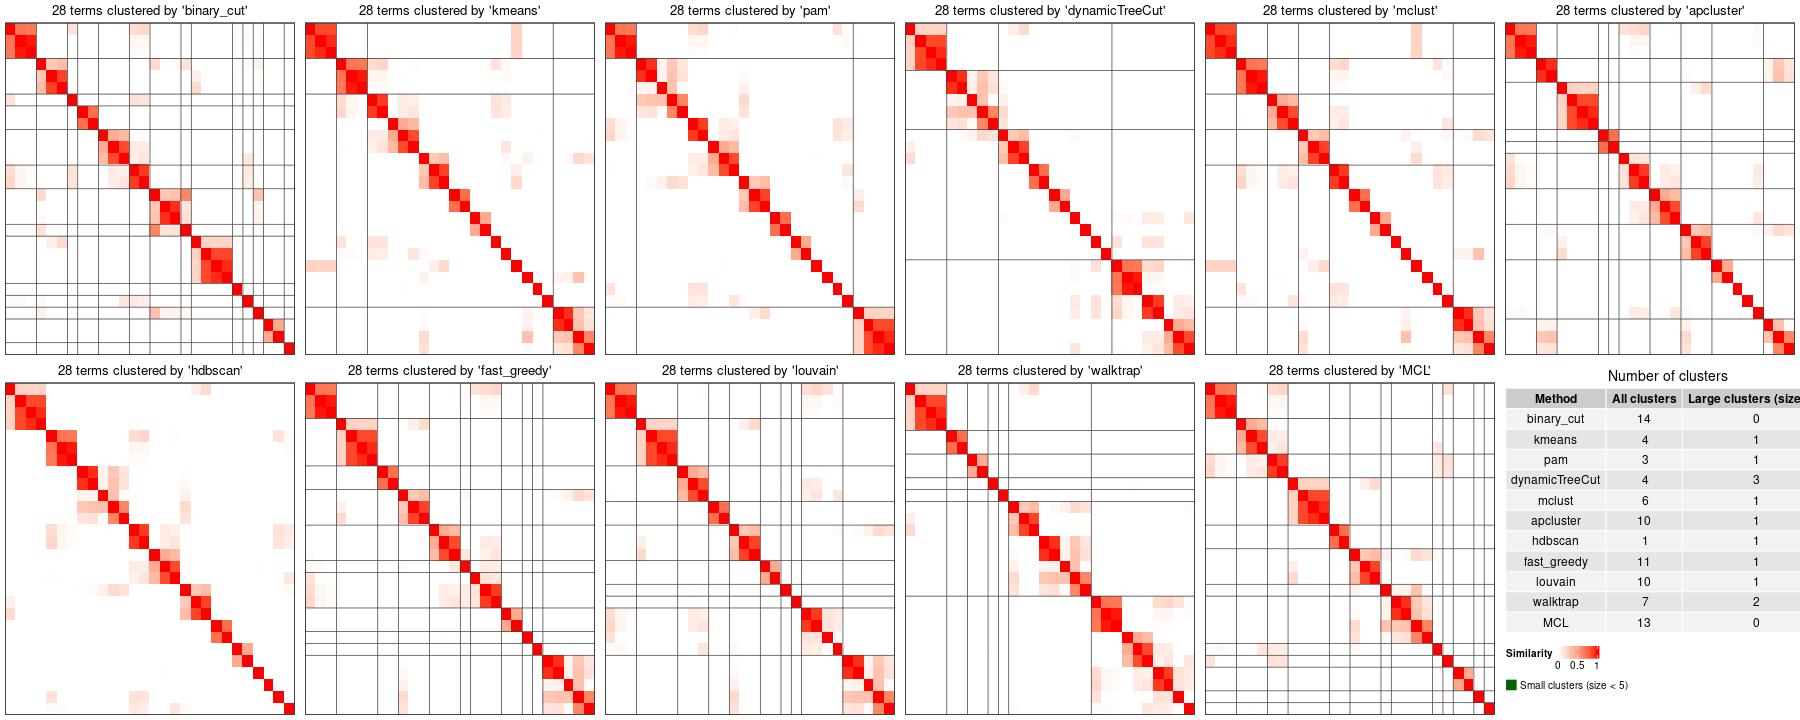 28 terms clustered by 'binary_cut'
28 terms clustered by 'kmeans'
28 terms clustered by 'pam'
28 terms clustered by 'dynamicTreeCut'
28 terms clustered by 'mclust'
28 terms clustered by 'apcluster'
28 terms clustered by 'hdbscan'
28 terms clustered by 'fast_greedy'
28 terms clustered by 'louvain'
28 terms clustered by 'walktrap'
28 terms clustered by 'MCL'
Number of clusters
Method All clusters Large clusters (size
binary_cut 14 0
kmeans 4 1
pam 3 1
dynamicTreeCut 4 3
mclust 6 1
apcluster 10 1
hdbscan 1 1
fast_greedy 11 1
louvain 10 1
walktrap 7 2
MCL 13 0
Similarity
0 0.5 1
Small clusters (size < 5)